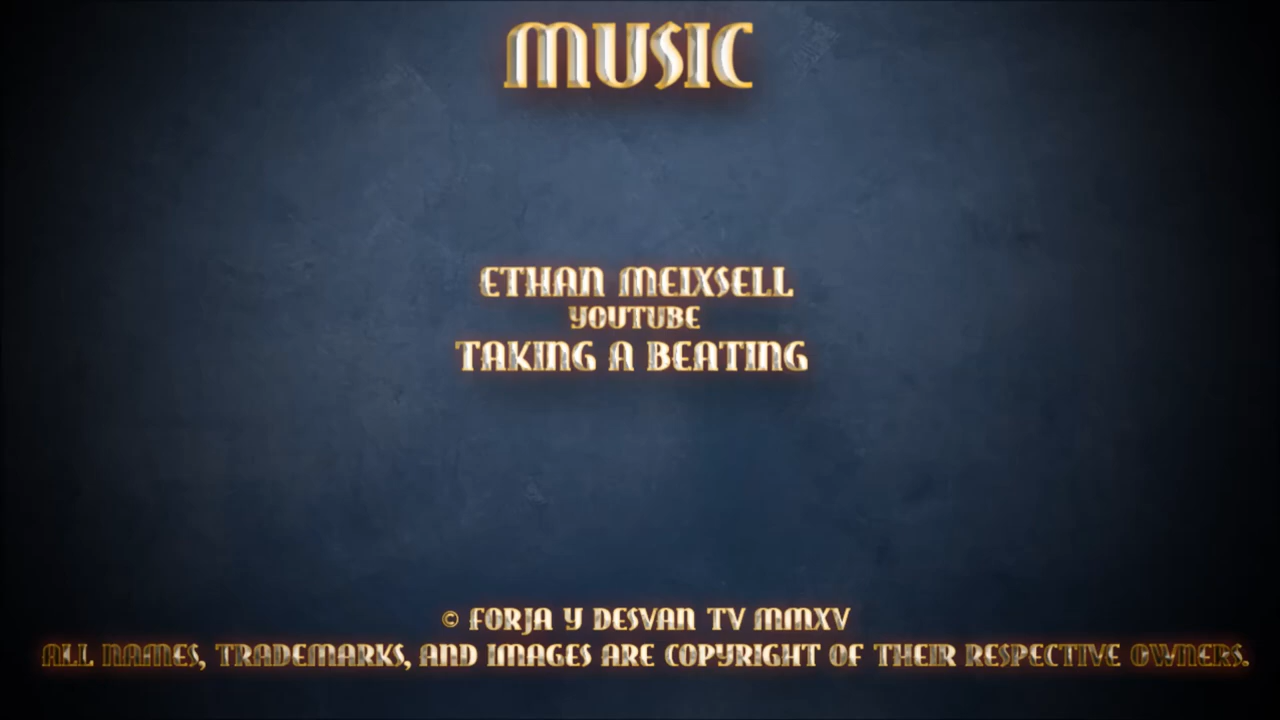 MUSIC
ETHAN MEIXSELL
YOUTUBE
TAKING A BEATING
© FORJA Y DESVAN TV MMXV
ALL NAMES, TRADEMARKS, AND IMAGES ARE COPYRIGHT OF THEIR RESPECTIVE OWNERS.